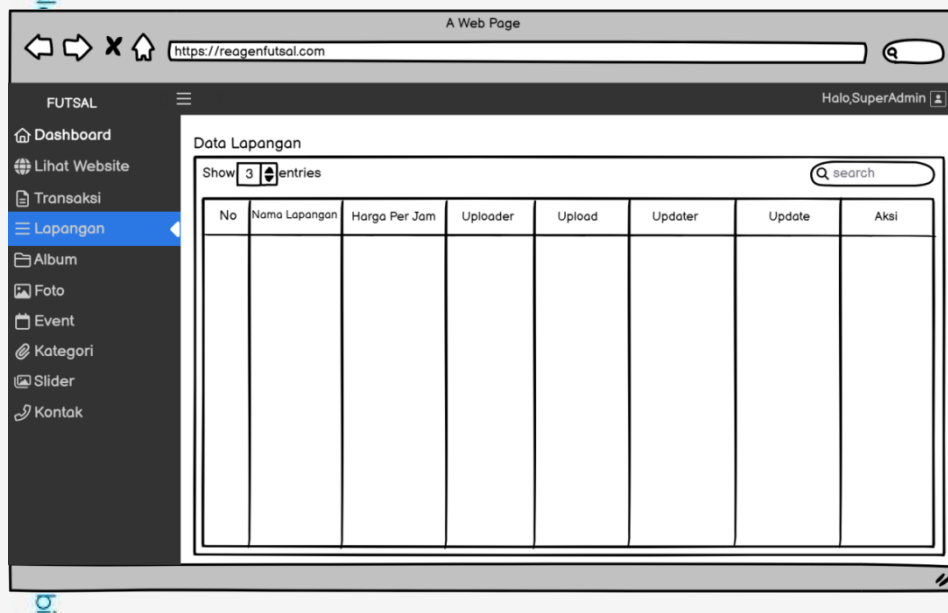 A Web Page
https://reagenfutsal.com
FUTSAL
Halo,SuperAdmin
Dashboard
Lihat Website
Transaksi
Lapangan
Album
Foto
Event
Kategori
Slider
Kontak
Data Lapangan
Show 3 entries
search
No Nama Lapangan Harga Per Jam Uploader Upload Updater Update Aksi